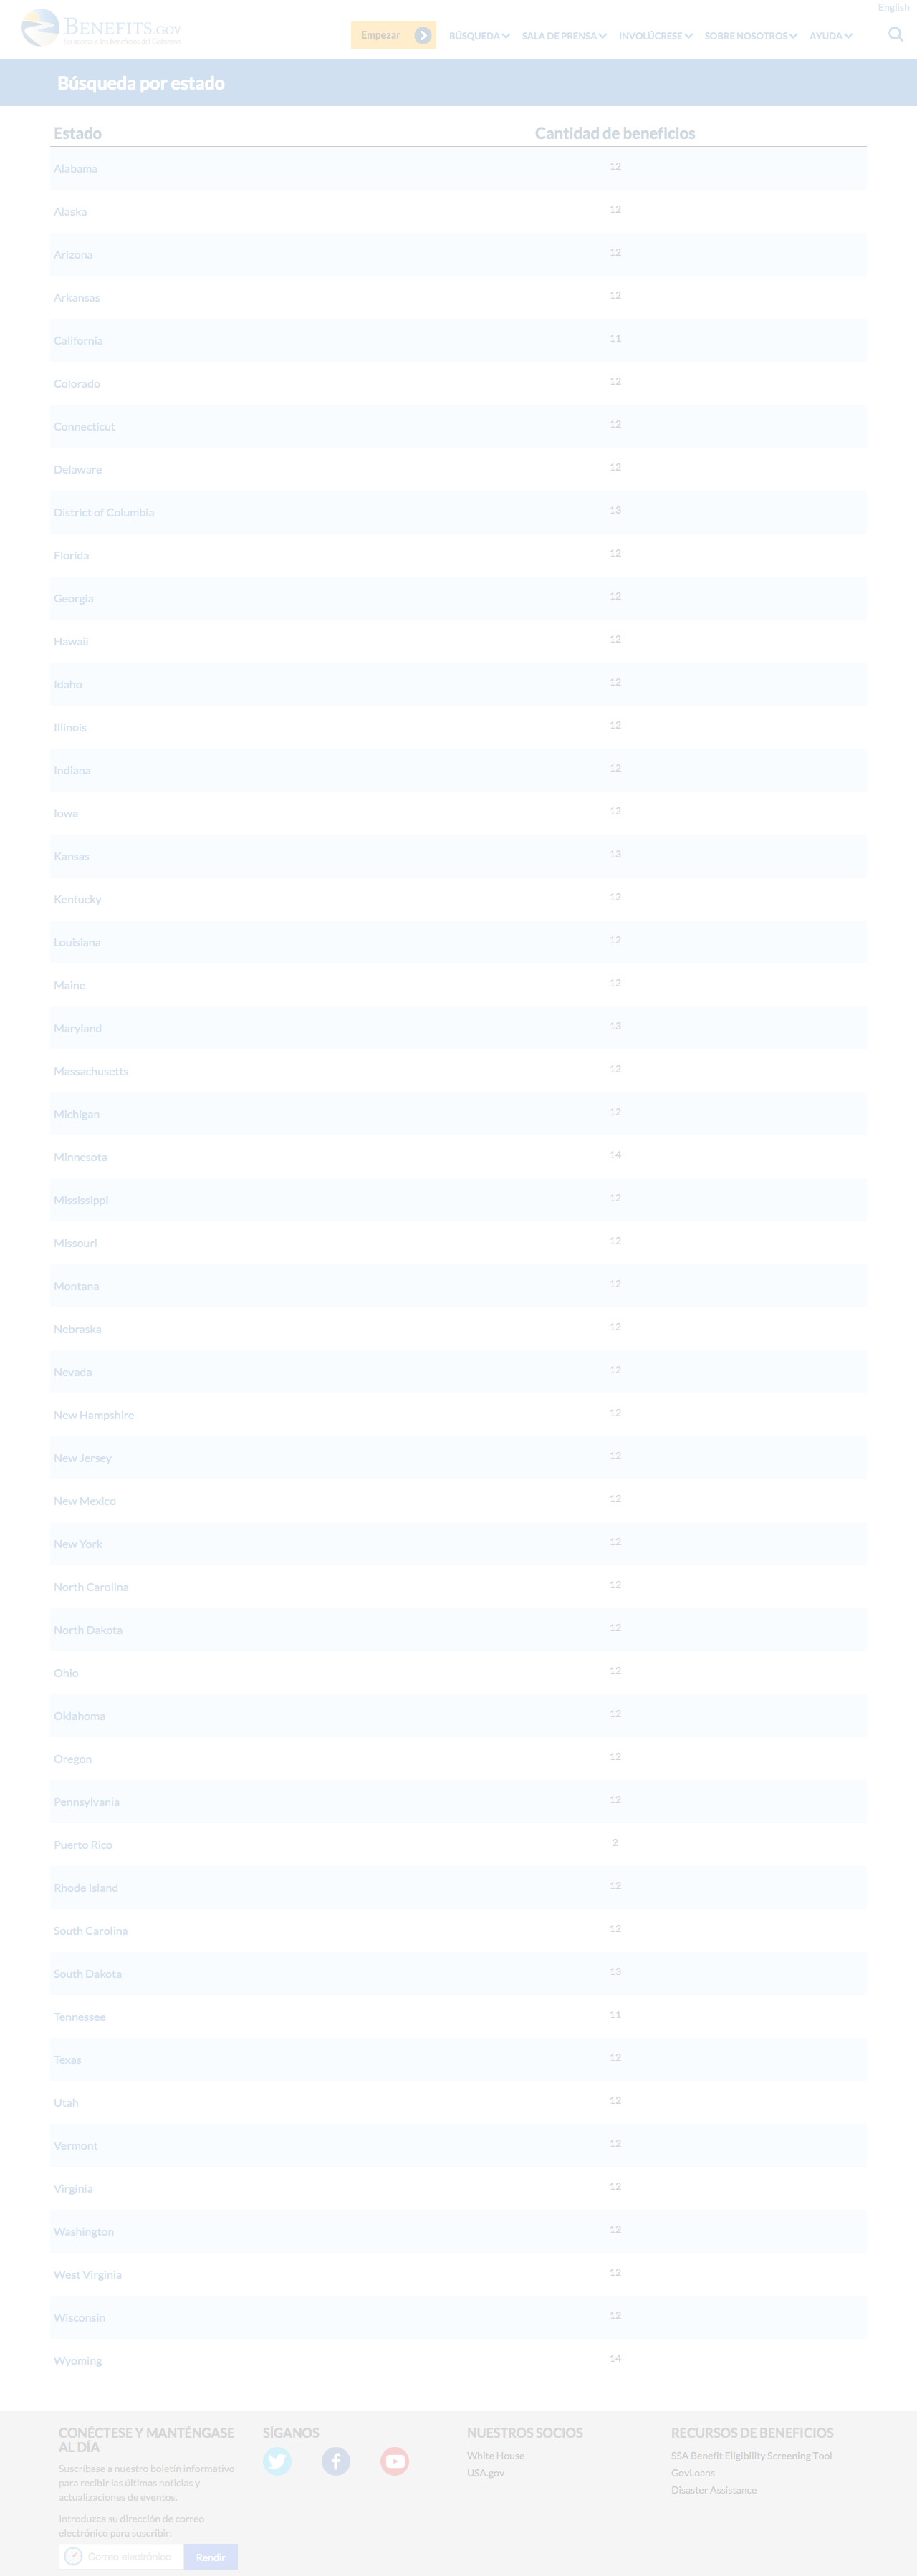 English
BENEFITS.gov
Su acceso a los beneficios del Gobierno
Empezar BÚSQUEDA SALA DE PRENSA INVOLÚCRESE SOBRE NOSOTROS AYUDA
Búsqueda por estado
Estado Cantidad de beneficios
Alabama 12
Alaska 12
Arizona 12
Arkansas 12
California 11
Colorado 12
Connecticut 12
Delaware 12
District of Columbia 13
Florida 12
Georgia 12
Hawaii 12
Idaho 12
Illinois 12
Indiana 12
Iowa 12
Kansas 13
Kentucky 12
Louisiana 12
Maine 12
Maryland 13
Massachusetts 12
Michigan 12
Minnesota 14
Mississippi 12
Missouri 12
Montana 12
Nebraska 12
Nevada 12
New Hampshire 12
New Jersey 12
New Mexico 12
New York 12
North Carolina 12
North Dakota 12
Ohio 12
Oklahoma 12
Oregon 12
Pennsylvania 12
Puerto Rico 2
Rhode Island 12
South Carolina 12
South Dakota 13
Tennessee 11
Texas 12
Utah 12
Vermont 12
Virginia 12
Washington 12
West Virginia 12
Wisconsin 12
Wyoming 14
CONÉCTESE Y MANTÉNGASE
AL DÍA
Suscríbase a nuestro boletín informativo
para recibir las últimas noticias y
actualizaciones de eventos.
Introduzca su dirección de correo
electrónico para suscribir:
Correo electrónico Rendir
SÍGANOS
NUESTROS SOCIOS
White House
USA.gov
RECURSOS DE BENEFICIOS
SSA Benefit Eligibility Screening Tool
GovLoans
Disaster Assistance